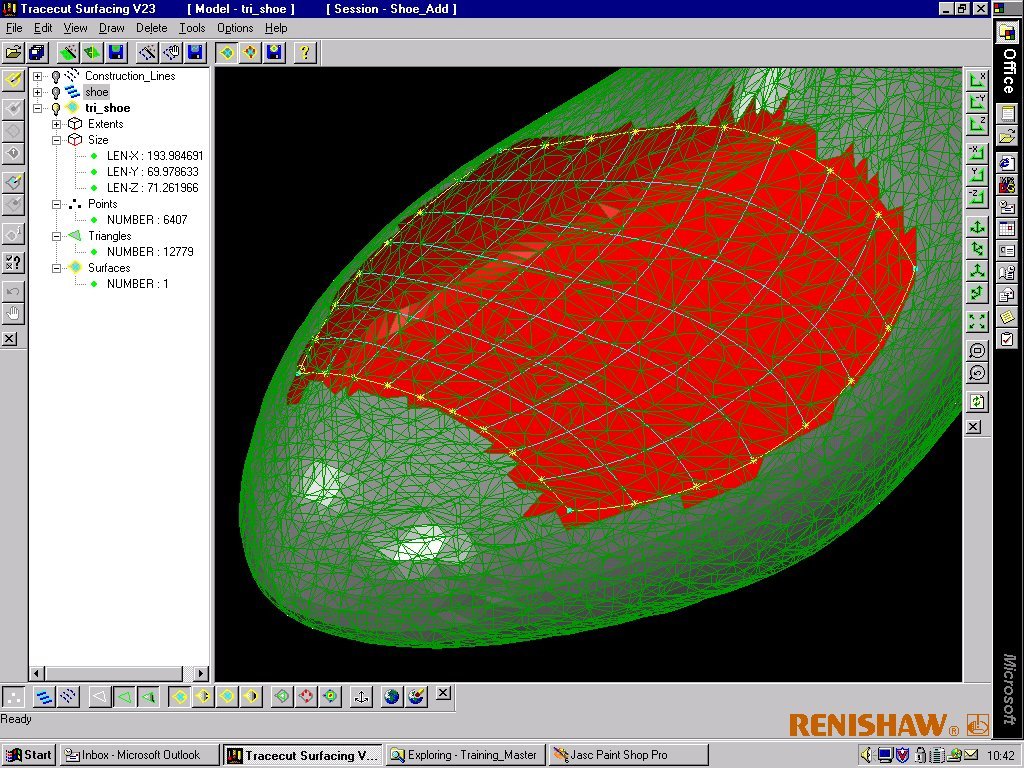 Tracecut Surfacing V23 [ Model - tri_shoe ] [ Session - Shoe_Add ]
File Edit View Draw Delete Tools Options Help
Office
Construction_Lines
shoe
tri_shoe
Extents
Size
LEN-X : 193.984691
LEN-Y : 69.978633
LEN-Z : 71.261966
Points
NUMBER : 6407
Triangles
NUMBER : 12779
Surfaces
NUMBER : 1
Microsoft
Ready
RENISHAW®
Start Inbox - Microsoft Outlook Tracecut Surfacing V... Exploring - Training_Master Jasc Paint Shop Pro 10:42